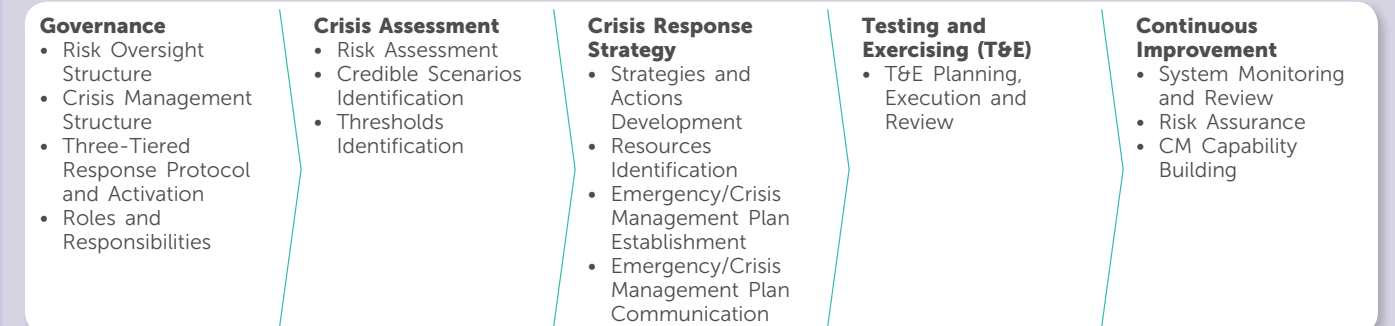 Governance
• Risk Oversight
Structure
• Crisis Management
Structure
• Three-Tiered
Response Protocol
and Activation
• Roles and
Responsibilities
Crisis Assessment
• Risk Assessment
• Credible Scenarios
Identification
• Thresholds
Identification
Crisis Response
Strategy
• Strategies and
Actions
Development
• Resources
Identification
• Emergency/Crisis
Management Plan
Establishment
• Emergency/Crisis
Management Plan
Communication
Testing and
Exercising (T&E)
• T&E Planning,
Execution and
Review
Continuous
Improvement
• System Monitoring
and Review
• Risk Assurance
• CM Capability
Building